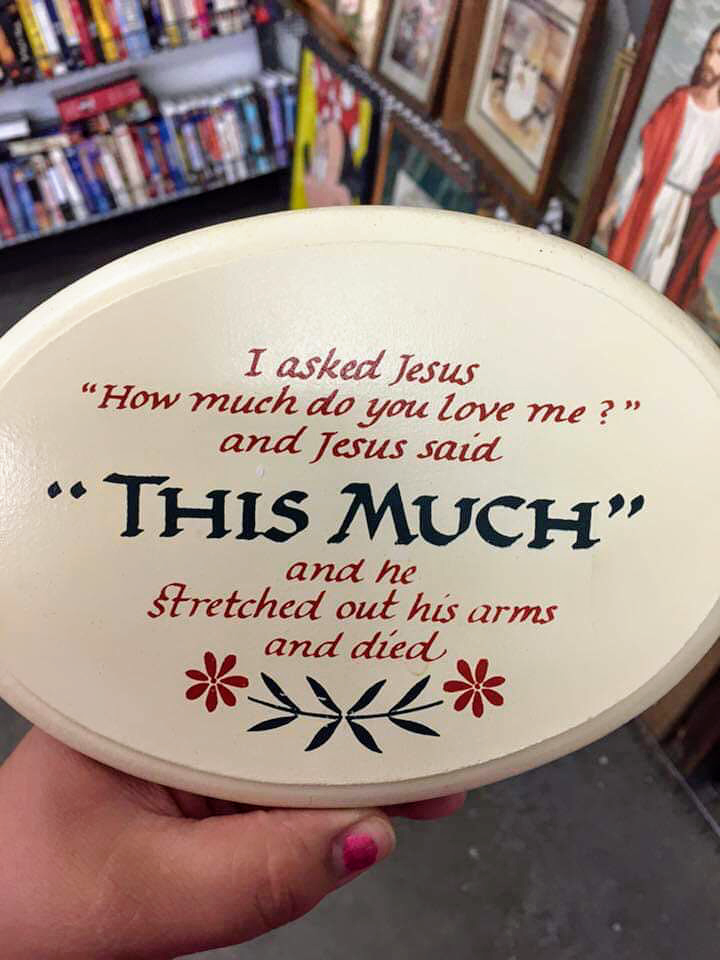 I asked Jesus
“How much do you love me?”
and Jesus said
“THIS MUCH”
and he
stretched out his arms
and died